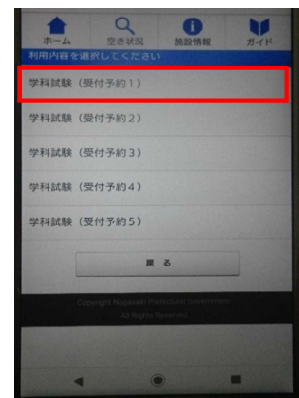 ホーム 空き状況 施設情報 ガイド
利用内容を選択してください
学科試験（受付予約１）
学科試験（受付予約２）
学科試験（受付予約３）
学科試験（受付予約４）
学科試験（受付予約５）
戻 る
Copyright Nagasaki Prefectural Government
All Rights Reserved.